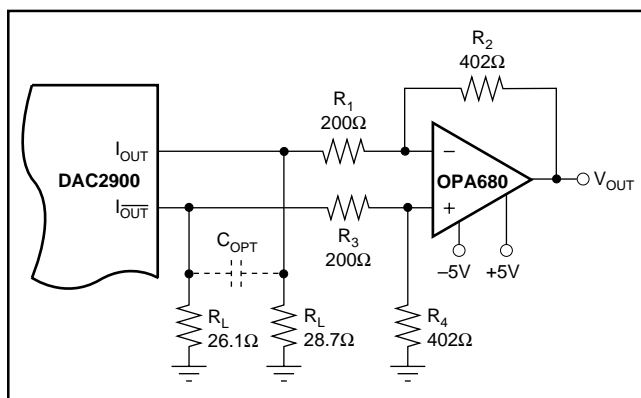 R2
402Ω
R1
200Ω
IOUT
DAC2900
IOUT
−
OPA680
+
VOUT
R3
200Ω
COPT
–5V
+5V
RL
26.1Ω
RL
28.7Ω
R4
402Ω